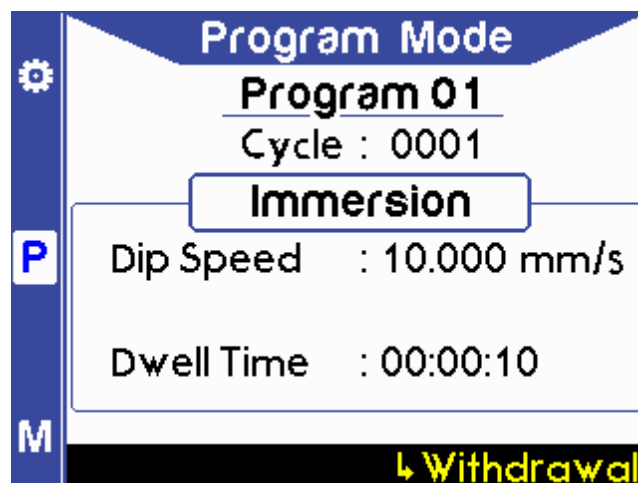 Program Mode
Program 01
Cycle : 0001
Immersion
Dip Speed : 10.000 mm/s
P
Dwell Time : 00:00:10
M
↳ Withdrawal